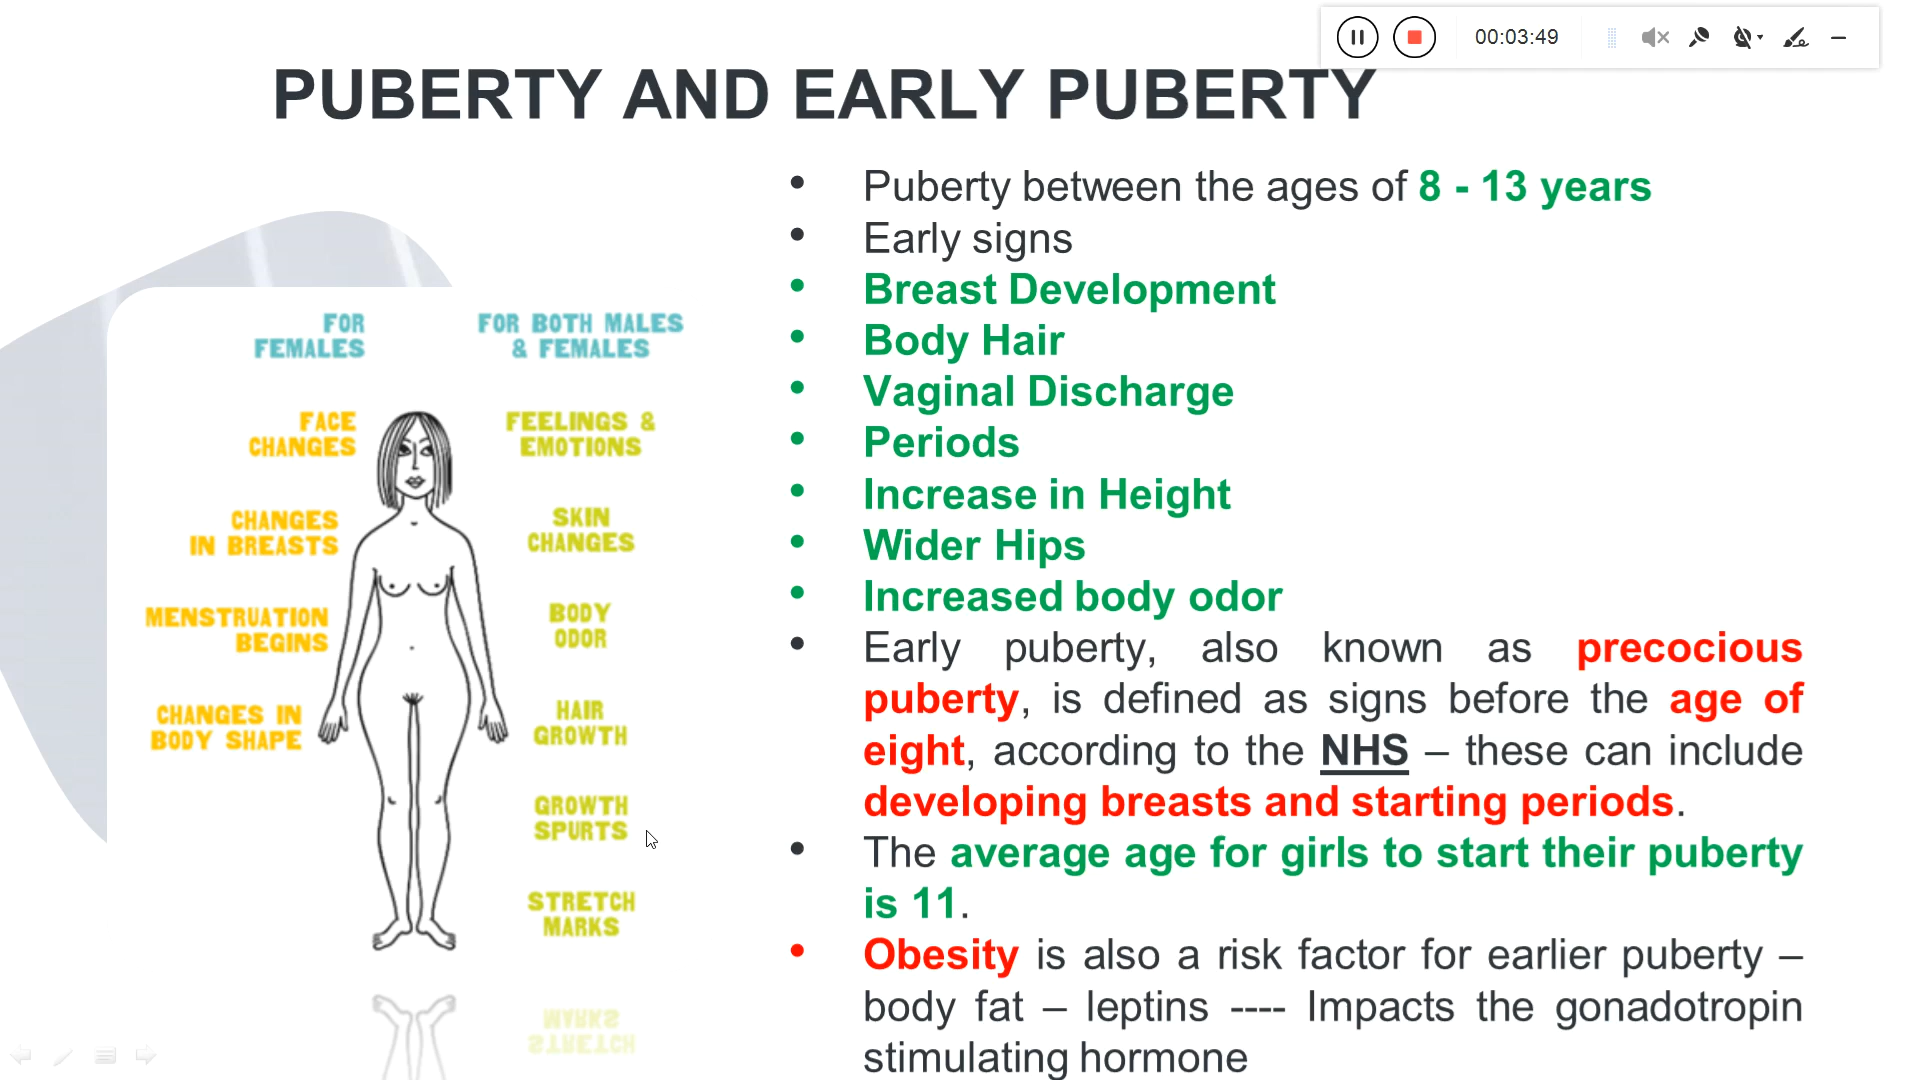 00:03:49
PUBERTY AND EARLY PUBERTY
FOR
FEMALES
FOR BOTH MALES
& FEMALES
FACE
CHANGES
CHANGES
IN BREASTS
MENSTRUATION
BEGINS
CHANGES IN
BODY SHAPE
FEELINGS &
EMOTIONS
SKIN
CHANGES
BODY
ODOR
HAIR
GROWTH
GROWTH
SPURTS
STRETCH
MARKS
• Puberty between the ages of 8 - 13 years
• Early signs
• Breast Development
• Body Hair
• Vaginal Discharge
• Periods
• Increase in Height
• Wider Hips
• Increased body odor
• Early puberty, also known as precocious
puberty, is defined as signs before the age of
eight, according to the NHS – these can include
developing breasts and starting periods.
• The average age for girls to start their puberty
is 11.
• Obesity is also a risk factor for earlier puberty –
body fat – leptins ---- Impacts the gonadotropin
stimulating hormone